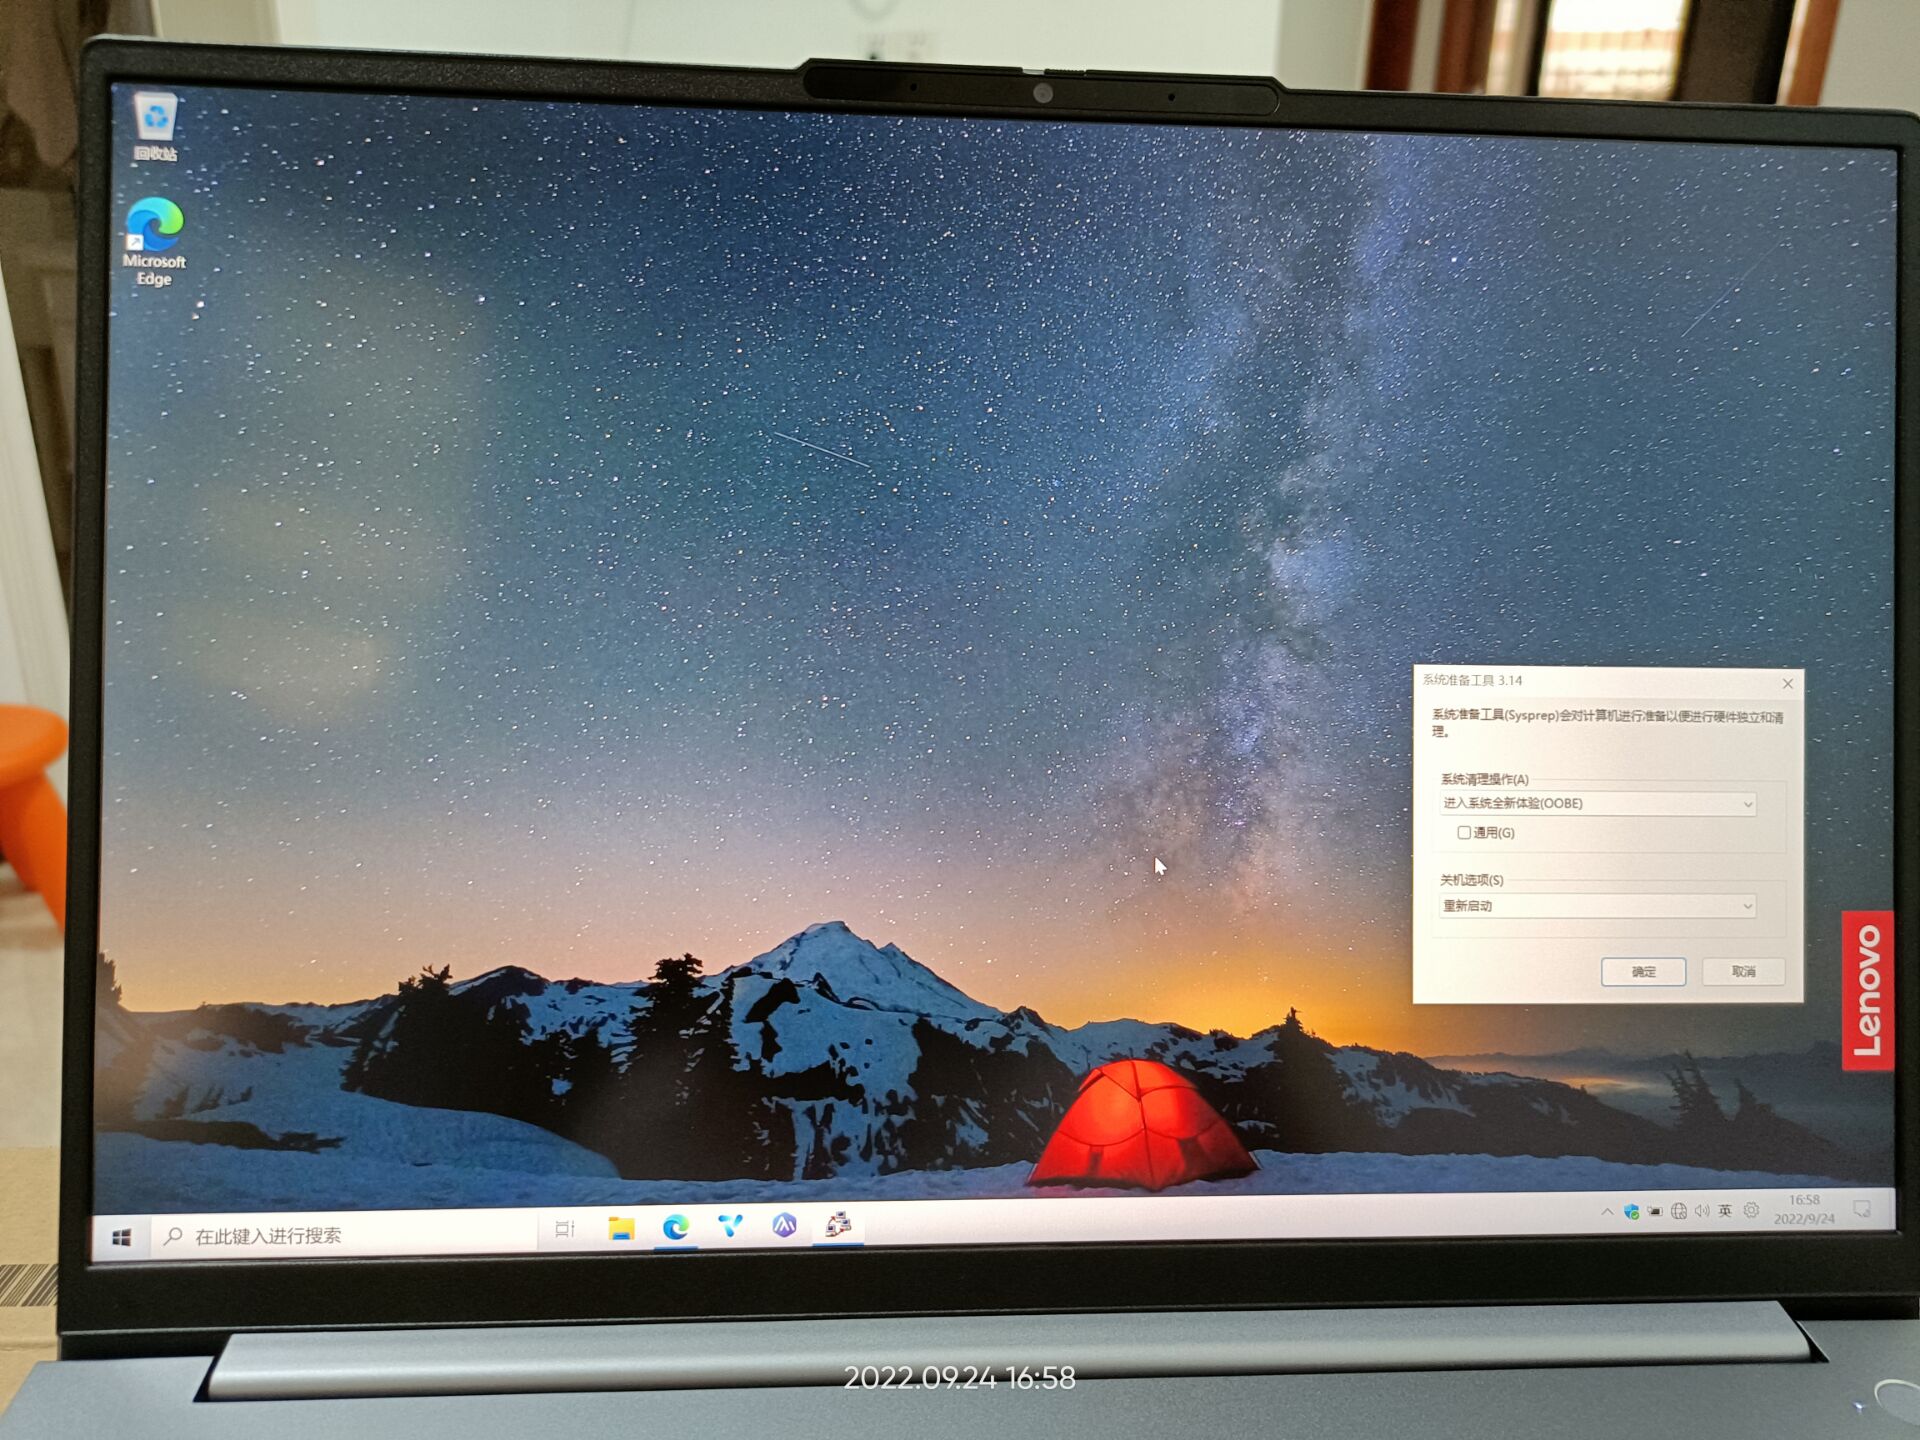 回收站
Microsoft
Edge
系统准备工具 3.14
系统准备工具(Sysprep)会对计算机进行准备以便进行硬件独立和清
理。
系统清理操作(A)
进入系统全新体验(OOBE)
通用(G)
关机选项(S)
重新启动
确定
取消
Lenovo
在此键入进行搜索
英
16:58
2022/9/24
2022.09.24 16:58